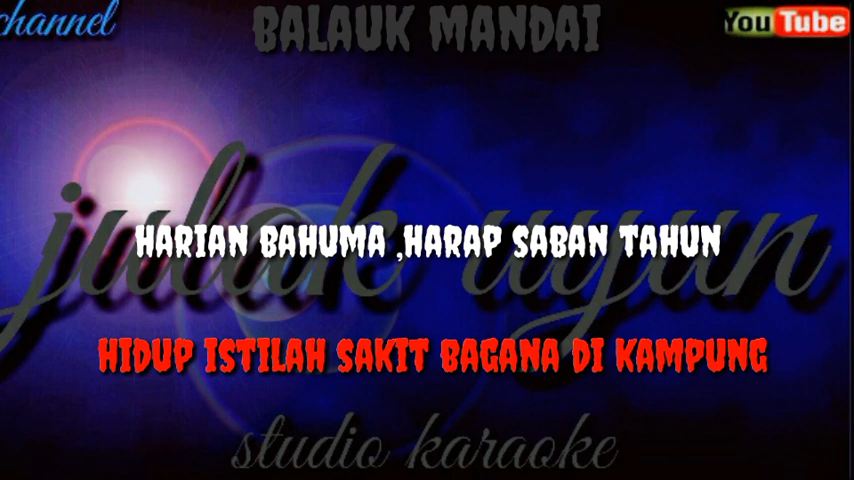 channel
BALAUK MANDAI
YouTube
julak uyun
HARIAN BAHUMA ,HARAP SABAN TAHUN
HIDUP ISTILAH SAKIT BAGANA DI KAMPUNG
studio karaoke